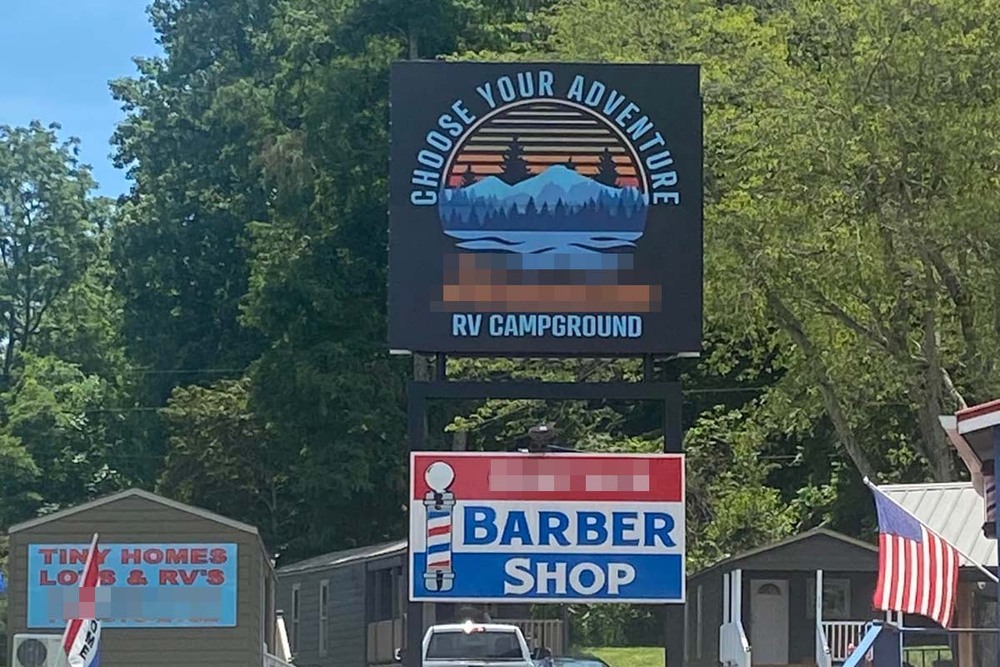 CHOOSE YOUR ADVENTURE
RV CAMPGROUND
BARBER
SHOP
TINY HOMES
LOTS & RV'S